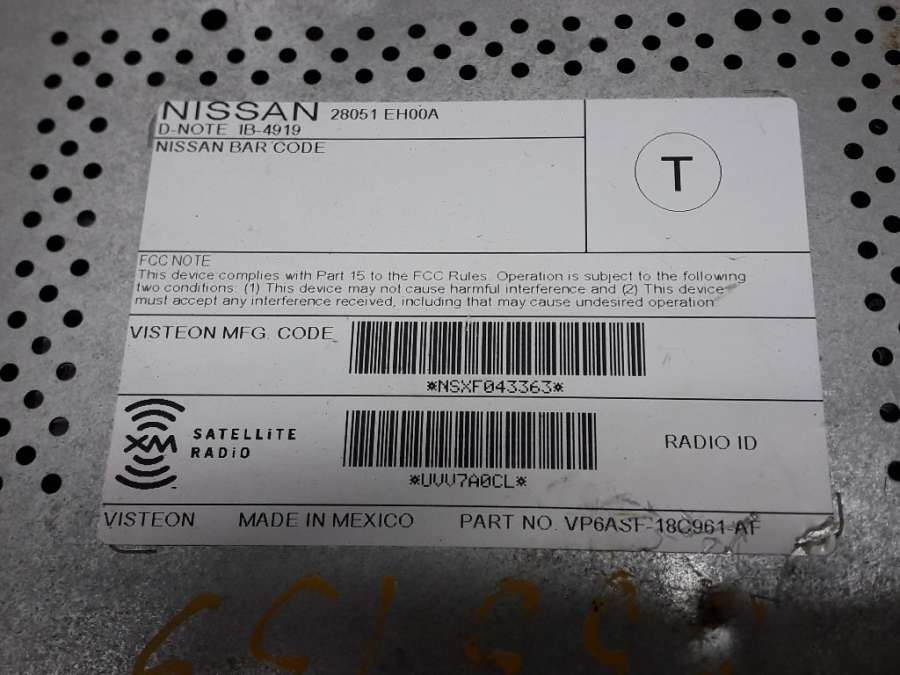 NISSAN 28051 EH00A
D-NOTE IB-4919
NISSAN BAR CODE
T
FCC NOTE
This device complies with Part 15 to the FCC Rules. Operation is subject to the following
two conditions: (1) This device may not cause harmful interference and (2) This device
must accept any interference received, including that may cause undesired operation
VISTEON MFG. CODE
*NSXF043363*
XM SATELLiTE
RADiO
RADIO ID
*UVV7A0CL*
VISTEON MADE IN MEXICO PART NO. VP6ASF-18C961-AF